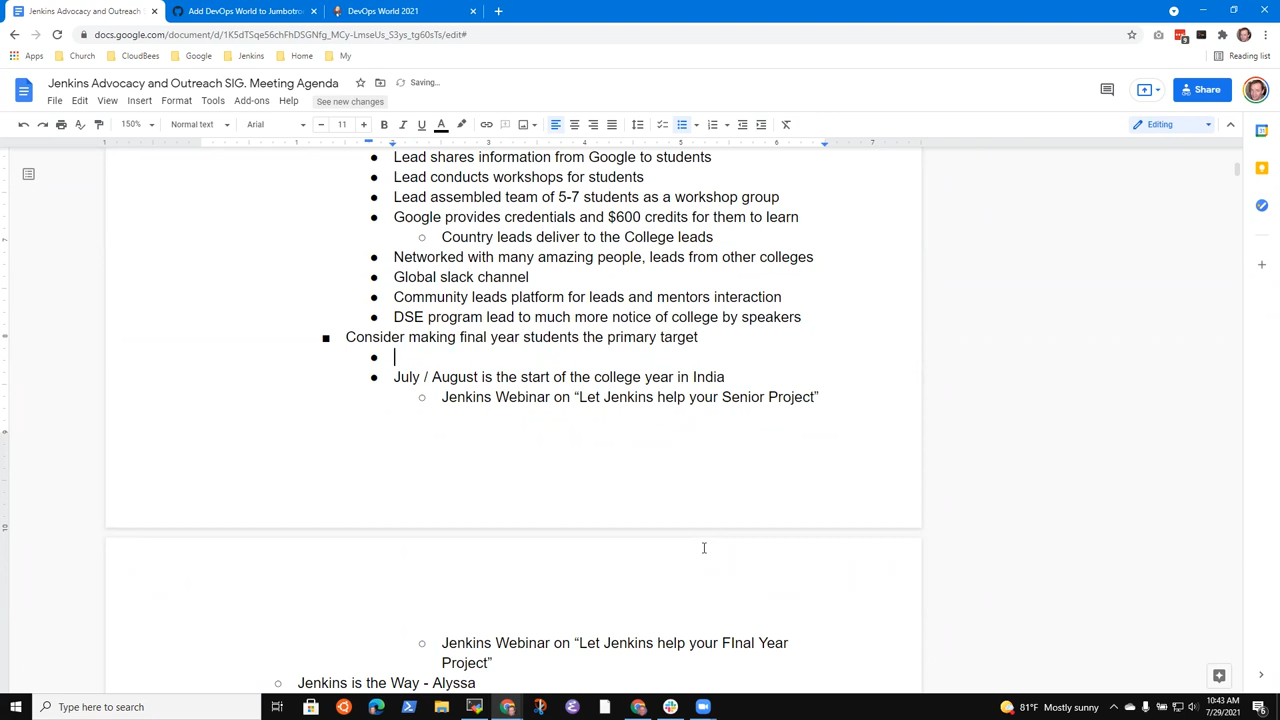 Jenkins Advocacy and Outreach S
Add DevOps World to Jumbotro
DevOps World 2021
docs.google.com/document/d/1K5dTSqe56chFhDSGNfg_MCy-LmseUs_S3ys_tg60sTs/edit#
Apps
Church
CloudBees
Google
Jenkins
Home
My
Reading list
Jenkins Advocacy and Outreach SIG. Meeting Agenda
Saving...
File Edit View Insert Format Tools Add-ons Help See new changes
Share
150%
Normal text
Arial
11
Editing
1 1 2 3 4 5 6 7
● Lead shares information from Google to students
● Lead conducts workshops for students
● Lead assembled team of 5-7 students as a workshop group
● Google provides credentials and $600 credits for them to learn
○ Country leads deliver to the College leads
● Networked with many amazing people, leads from other colleges
● Global slack channel
● Community leads platform for leads and mentors interaction
● DSE program lead to much more notice of college by speakers
■ Consider making final year students the primary target
●
● July / August is the start of the college year in India
○ Jenkins Webinar on “Let Jenkins help your Senior Project”
○ Jenkins Webinar on “Let Jenkins help your FInal Year
Project”
○ Jenkins is the Way - Alyssa
Type here to search
81°F Mostly sunny
10:43 AM
7/29/2021